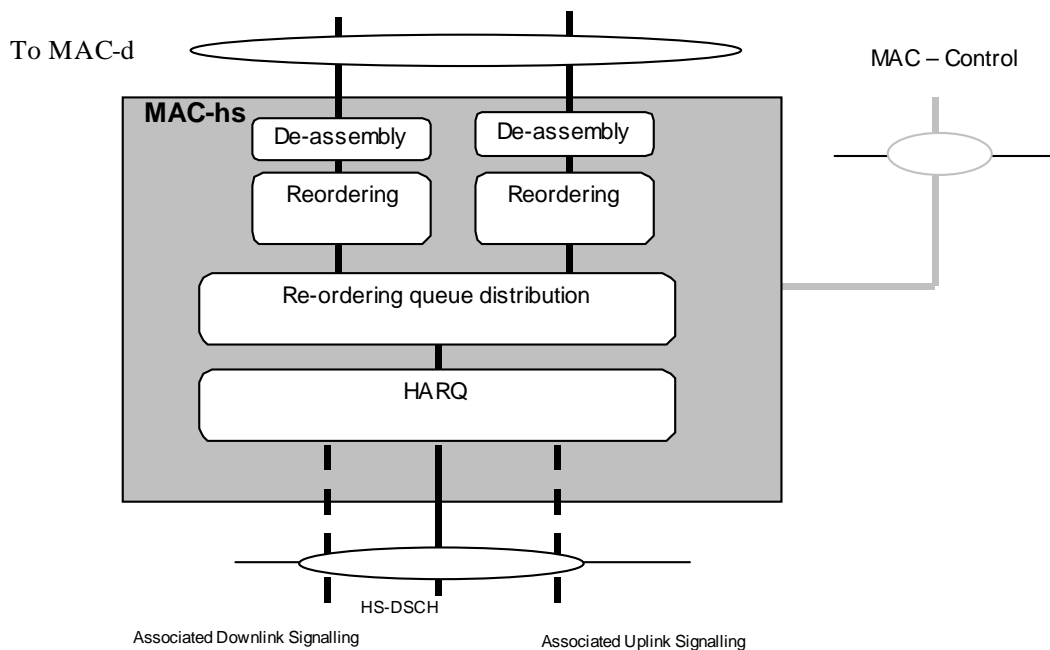 To MAC-d
MAC – Control
MAC-hs
De-assembly
De-assembly
Reordering
Reordering
Re-ordering queue distribution
HARQ
HS-DSCH
Associated Downlink Signalling
Associated Uplink Signalling